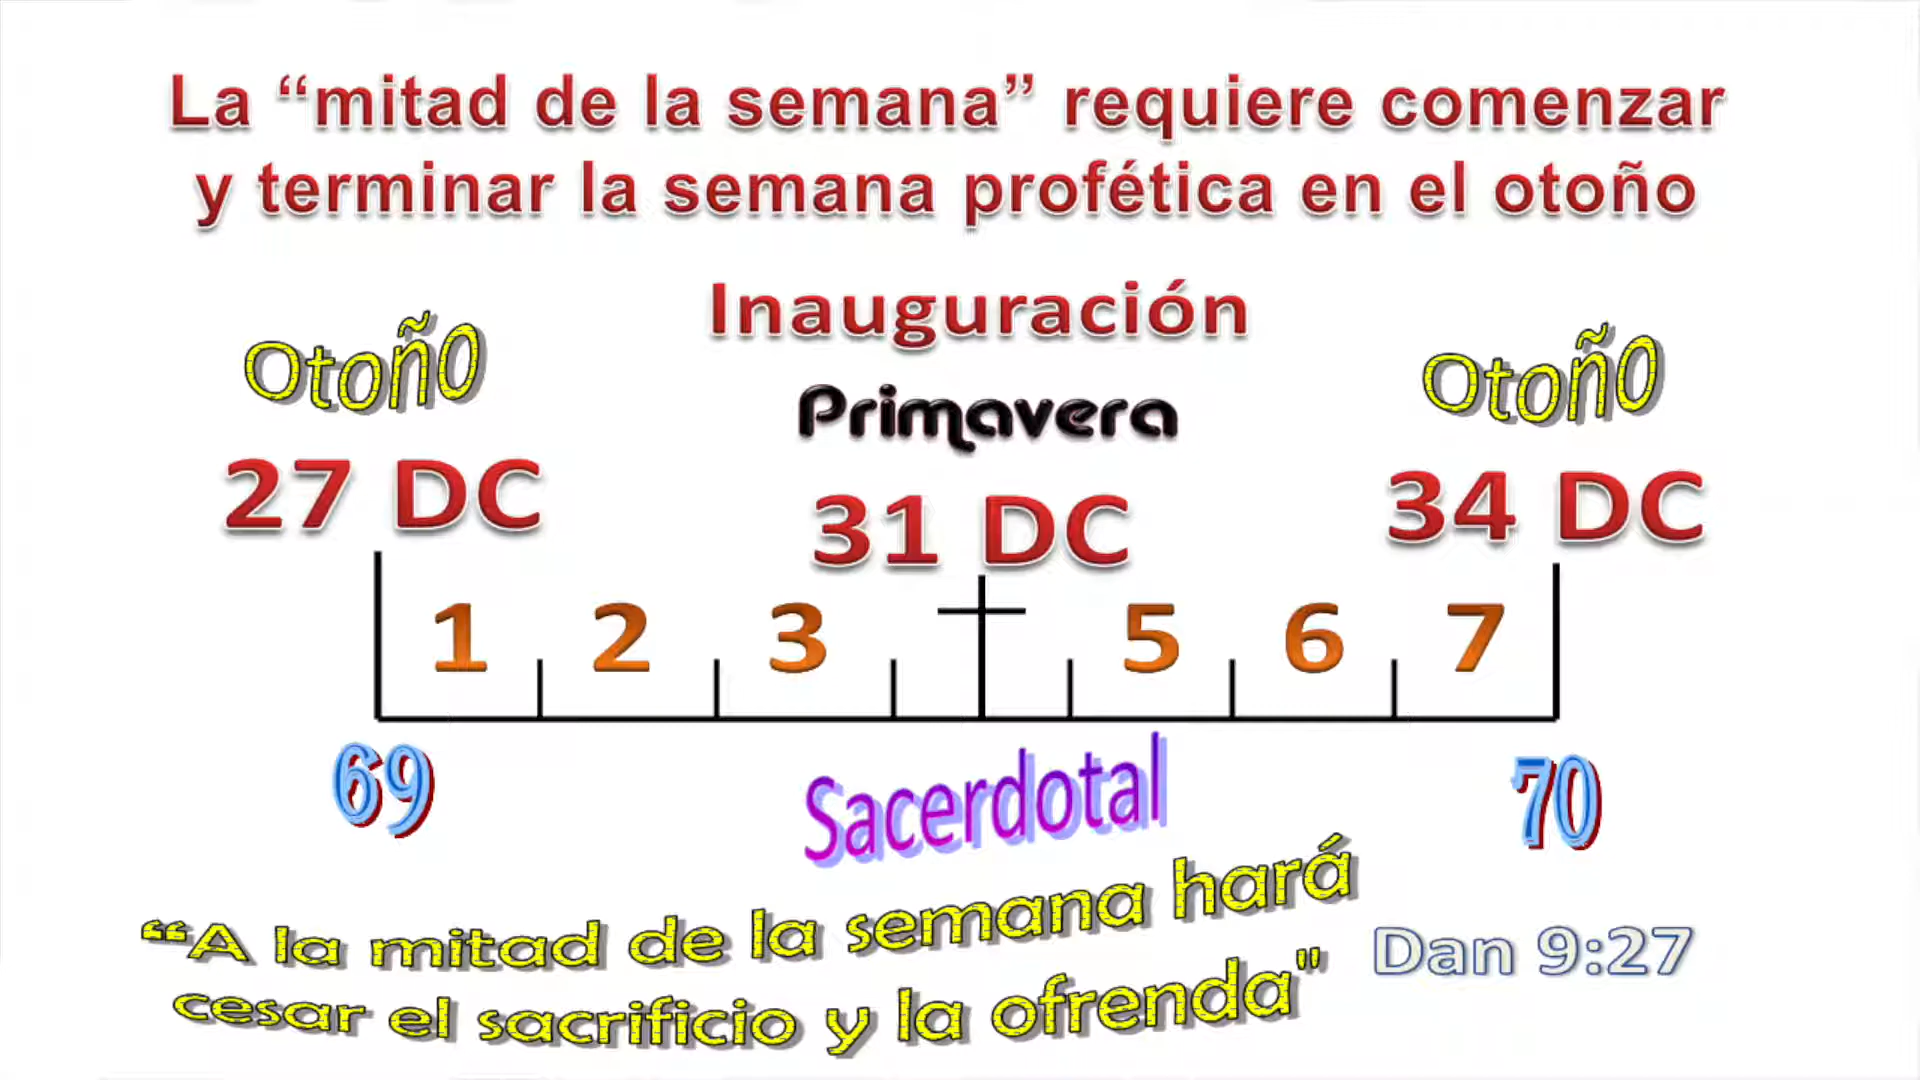 La “mitad de la semana” requiere comenzar
y terminar la semana profética en el otoño
Inauguración
Otoño
Primavera
Otoño
27 DC
31 DC
34 DC
1 2 3 5 6 7
69
Sacerdotal
70
“A la mitad de la semana hará
cesar el sacrificio y la ofrenda"
Dan 9:27